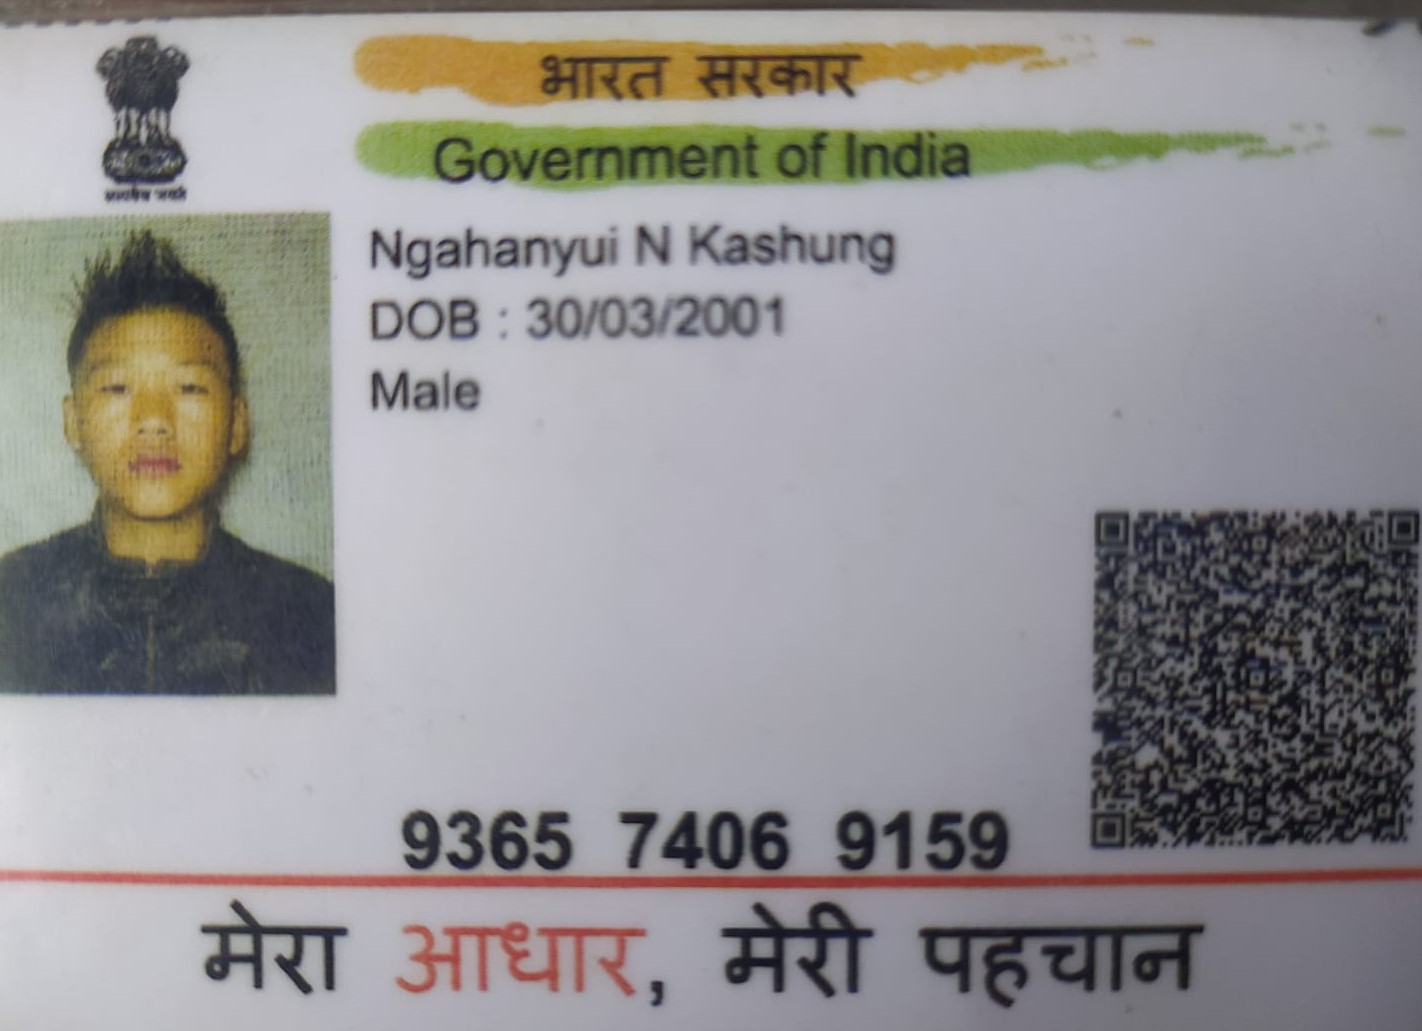 भारत सरकार
Government of India
सत्यमेव जयते
Ngahanyui N Kashung
DOB : 30/03/2001
Male
9365 7406 9159
मेरा आधार, मेरी पहचान